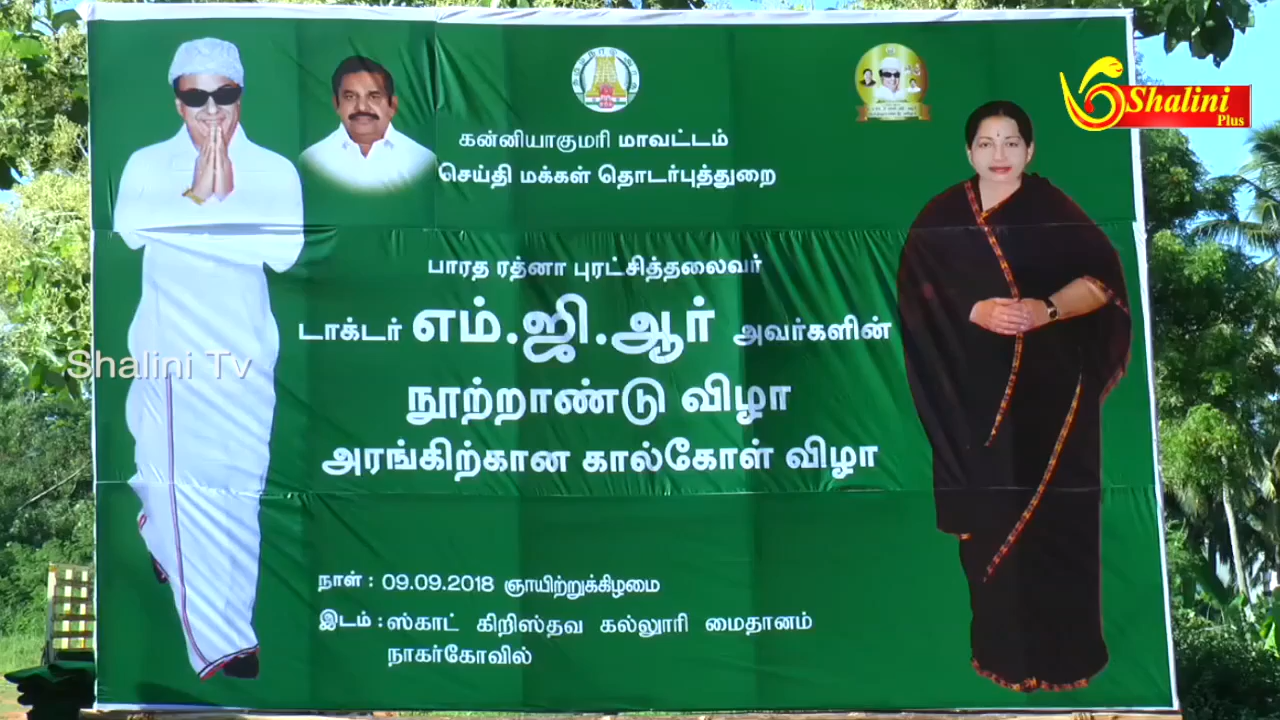 Shalini
Plus
கன்னியாகுமரி மாவட்டம்
செய்தி மக்கள் தொடர்புத்துறை
பாரத ரத்னா புரட்சித்தலைவர்
டாக்டர் எம்.ஜி.ஆர் அவர்களின்
Shalini Tv
நூற்றாண்டு விழா
அரங்கிற்கான கால்கோள் விழா
நாள் : 09.09.2018 ஞாயிற்றுக்கிழமை
இடம் : ஸ்காட் கிறிஸ்தவ கல்லூரி மைதானம்
நாகர்கோவில்